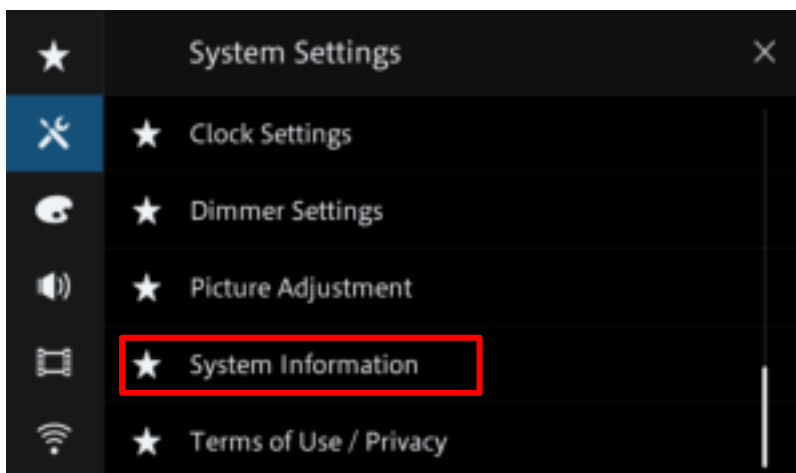 System Settings
Clock Settings
Dimmer Settings
Picture Adjustment
System Information
Terms of Use / Privacy